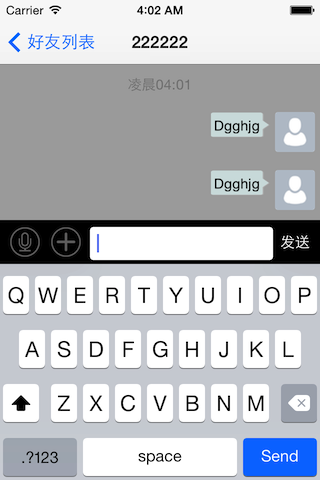 Carrier 4:02 AM
好友列表 222222
凌晨04:01
Dgghjg
Dgghjg
发送
Q W E R T Y U I O P
A S D F G H J K L
Z X C V B N M
.?123 space Send